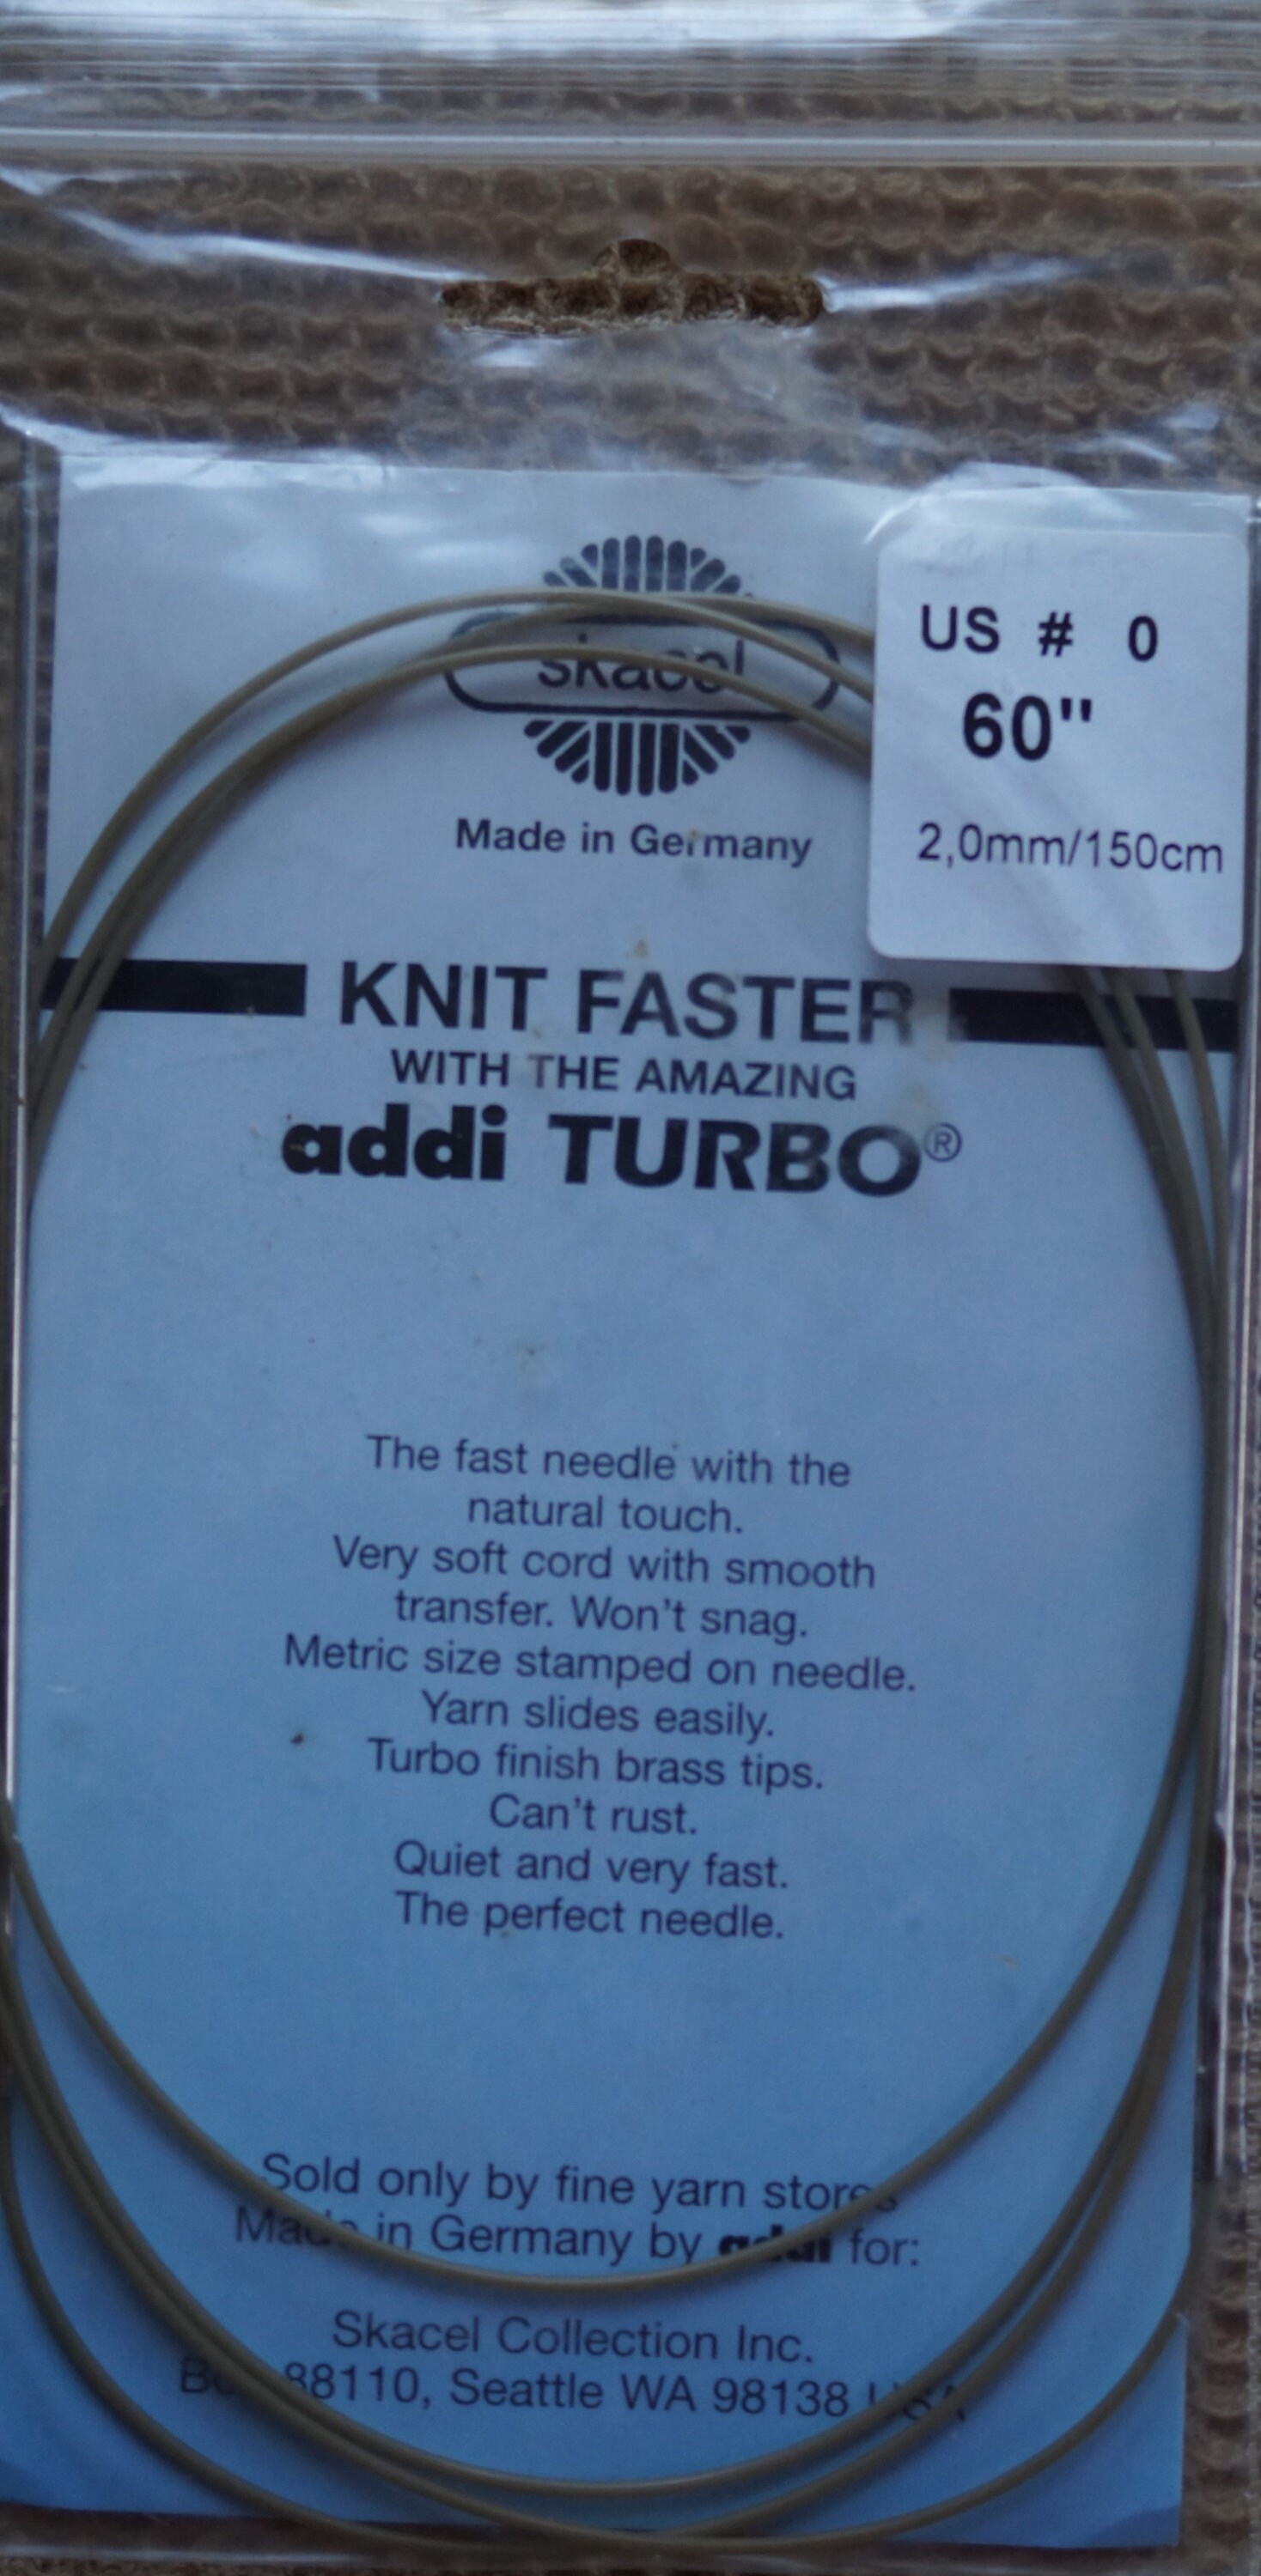 skacel
US # 0
60"
2,0mm/150cm
Made in Germany
KNIT FASTER
WITH THE AMAZING
addi TURBO®
The fast needle with the
natural touch.
Very soft cord with smooth
transfer. Won't snag.
Metric size stamped on needle.
Yarn slides easily.
Turbo finish brass tips.
Can't rust.
Quiet and very fast.
The perfect needle.
Sold only by fine yarn stores
Made in Germany by addi for:
Skacel Collection Inc.
88110, Seattle WA 98138 USA